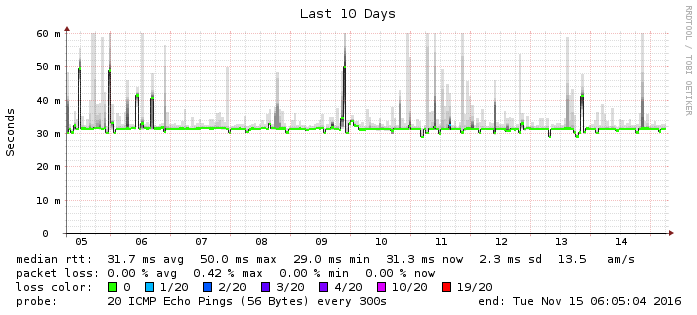 Last 10 Days
RRDTOOL / TOBI OETIKER
Seconds
60 m
50 m
40 m
30 m
20 m
10 m
0
05 06 07 08 09 10 11 12 13 14
median rtt: 31.7 ms avg 50.0 ms max 29.0 ms min 31.3 ms now 2.3 ms sd 13.5 am/s
packet loss: 0.00 % avg 0.42 % max 0.00 % min 0.00 % now
loss color: 0 1/20 2/20 3/20 4/20 10/20 19/20
probe: 20 ICMP Echo Pings (56 Bytes) every 300s end: Tue Nov 15 06:05:04 2016